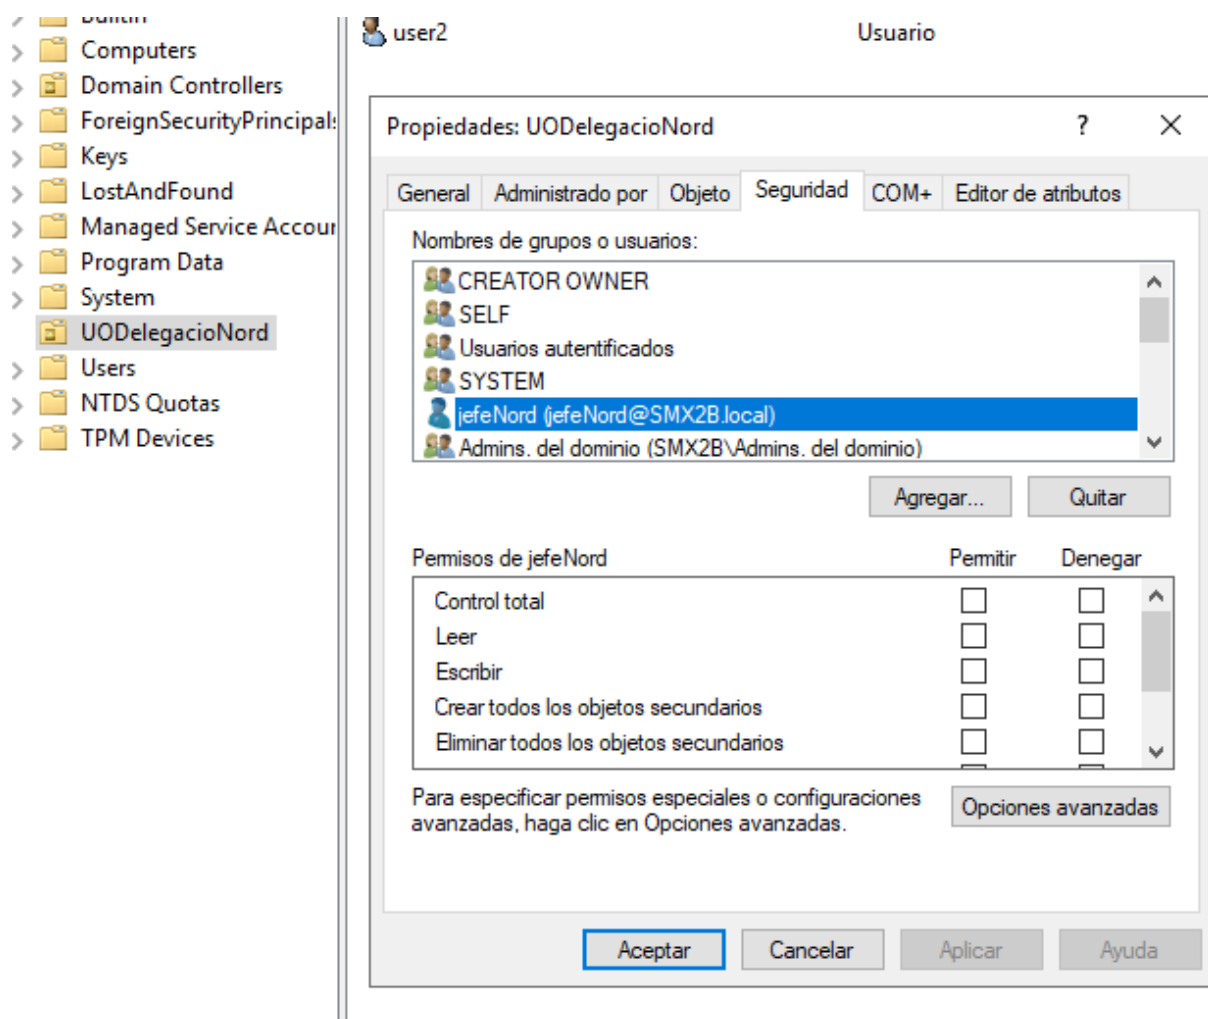 Builtin
Computers
Domain Controllers
ForeignSecurityPrincipals
Keys
LostAndFound
Managed Service Accour
Program Data
System
UODelegacioNord
Users
NTDS Quotas
TPM Devices
user2 Usuario
Propiedades: UODelegacioNord ? X
General Administrado por Objeto Seguridad COM+ Editor de atributos
Nombres de grupos o usuarios:
CREATOR OWNER
SELF
Usuarios autentificados
SYSTEM
jefeNord (jefeNord@SMX2B.local)
Admins. del dominio (SMX2B\Admins. del dominio)
Agregar... Quitar
Permisos de jefeNord Permitir Denegar
Control total
Leer
Escribir
Crear todos los objetos secundarios
Eliminar todos los objetos secundarios
Para especificar permisos especiales o configuraciones
avanzadas, haga clic en Opciones avanzadas.
Opciones avanzadas
Aceptar Cancelar Aplicar Ayuda